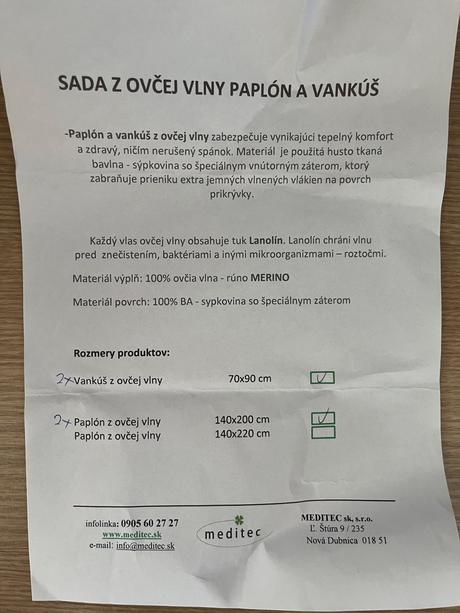 SADA Z OVČEJ VLNY PAPLÓN A VANKÚŠ
-Paplón a vankúš z ovčej vlny zabezpečuje vynikajúci tepelný komfort
a zdravý, ničím nerušený spánok. Materiál je použitá husto tkaná
bavlna - sýpkovina so špeciálnym vnútorným záterom, ktorý
zabraňuje prieniku extra jemných vlnených vlákien na povrch
prikrývky.
Každý vlas ovčej vlny obsahuje tuk Lanolín. Lanolín chráni vlnu
pred znečistením, baktériami a inými mikroorganizmami – roztočmi.
Materiál výplň: 100% ovčia vlna - rúno MERINO
Materiál povrch: 100% BA - sypkovina so špeciálnym záterom
Rozmery produktov:
2x Vankúš z ovčej vlny 70x90 cm
2x Paplón z ovčej vlny 140x200 cm
Paplón z ovčej vlny 140x220 cm
infolinka: 0905 60 27 27
www.meditec.sk
e-mail: info@meditec.sk
meditec
MEDITEC sk, s.r.o.
Ľ. Štúra 9 / 235
Nová Dubnica 018 51